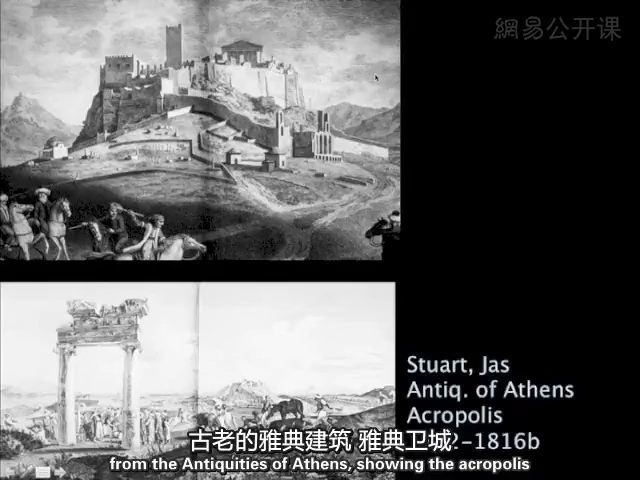 網易公开课
Stuart, Jas
Antiq. of Athens
Acropolis
2-1816b
古老的雅典建筑 雅典卫城
from the Antiquities of Athens, showing the acropolis